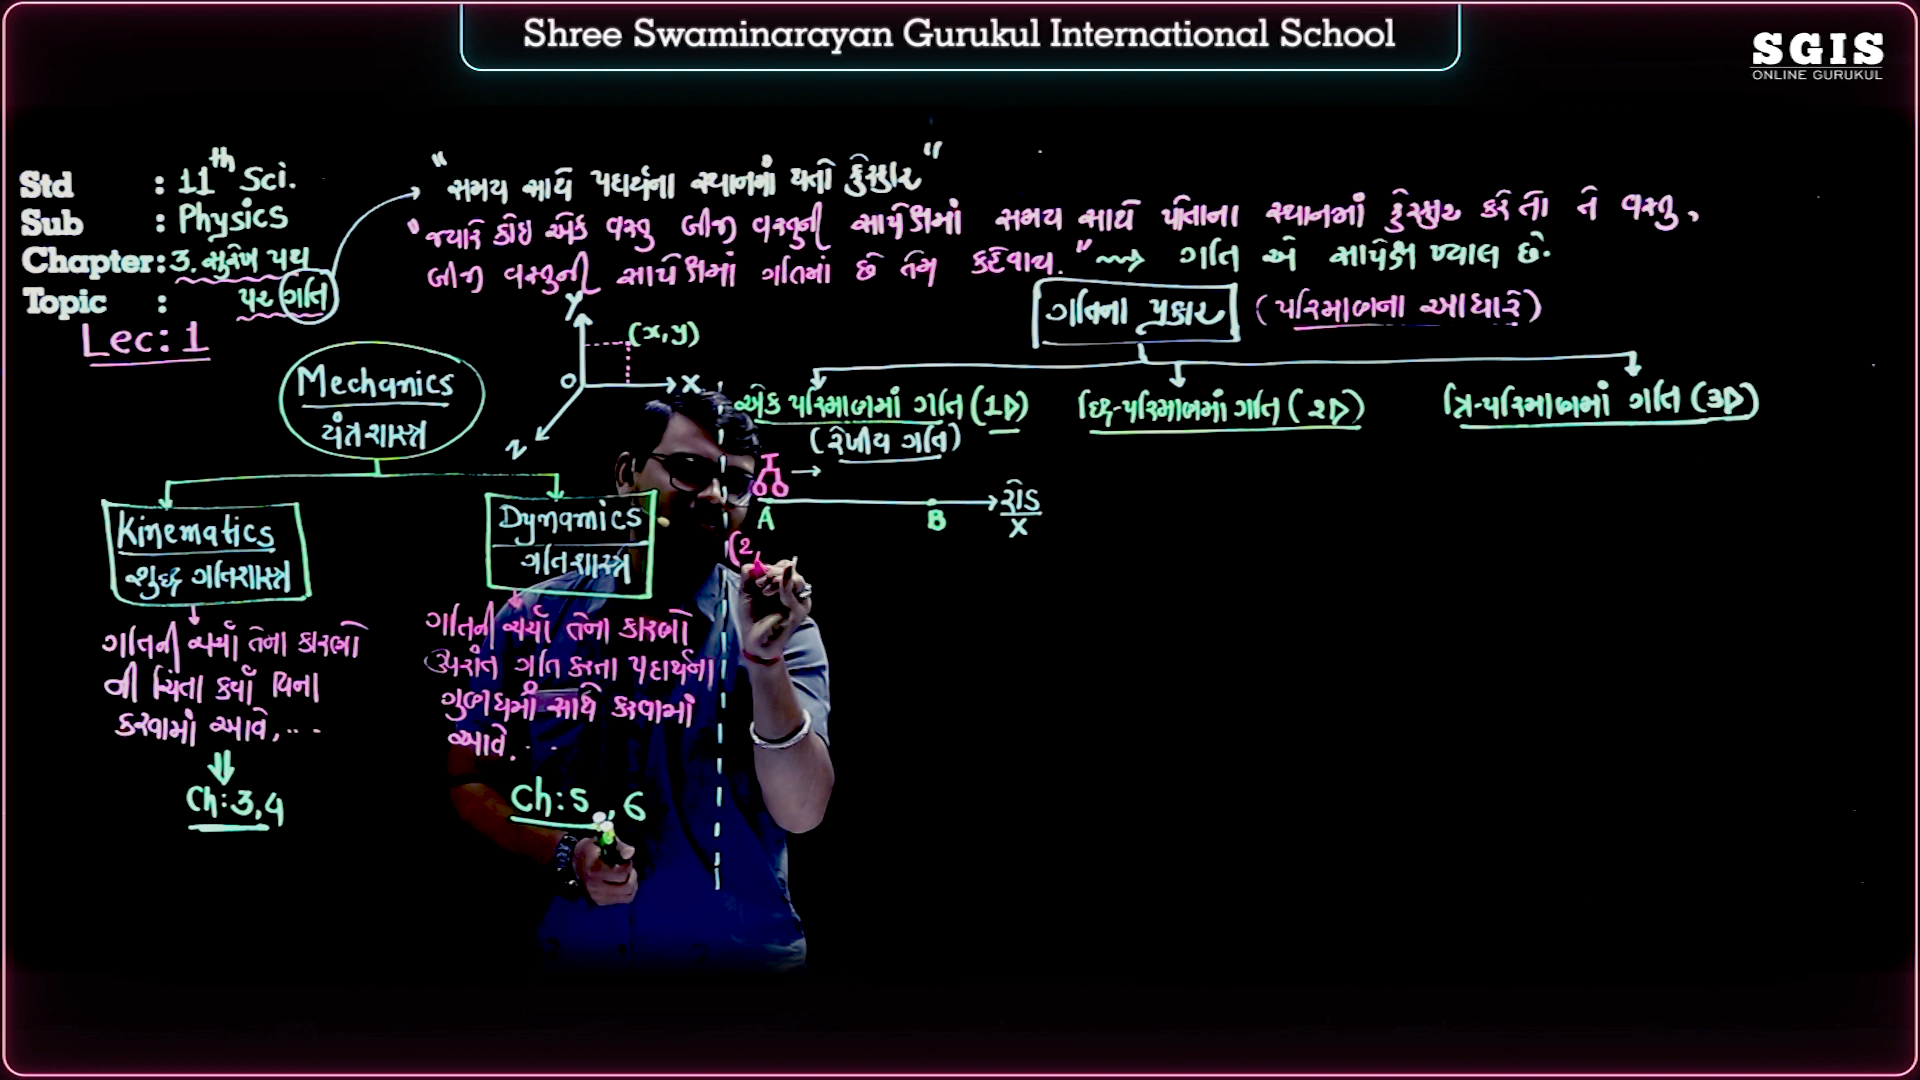 Shree Swaminarayan Gurukul International School
SGIS
ONLINE GURUKUL
Std : 11th Sci.
Sub : Physics
Chapter: 3. સુરેખ પથ
Topic : પર ગતિ
Lec: 1
"સમય સાથે પદાર્થના સ્થાનમાં થતો ફેરફાર"
"જ્યારે કોઇ એક વસ્તુ બીજી વસ્તુની સાપેક્ષમાં સમય સાથે પોતાના સ્થાનમાં ફેરફાર કરે તો તે વસ્તુ,
બીજી વસ્તુની સાપેક્ષમાં ગતિમાં છે તેમ કહેવાય." ⟿ ગતિ એ સાપેક્ષ ખ્યાલ છે.
Y
(x,y)
O
X
Z
ગતિના પ્રકાર (પરિમાણના આધારે)
એક પરિમાણમાં ગતિ (1D)
(રેખીય ગતિ)
દ્વિ-પરિમાણમાં ગતિ (2D)
ત્રિ-પરિમાણમાં ગતિ (3D)
A
B
રોડ
X
(2,
Mechanics
યંત્રશાસ્ત્ર
Kinematics
શુદ્ધ ગતિશાસ્ત્ર
ગતિની ચર્ચા તેના કારણો
ની ચિંતા કર્યા વિના
કરવામાં આવે,...
Ch:3,4
Dynamics
ગતિશાસ્ત્ર
ગતિની ચર્ચા તેના કારણો
ઉપરાંત ગતિ કરતા પદાર્થના
ગુણધર્મો સાથે કરવામાં
આવે...
Ch:5,6